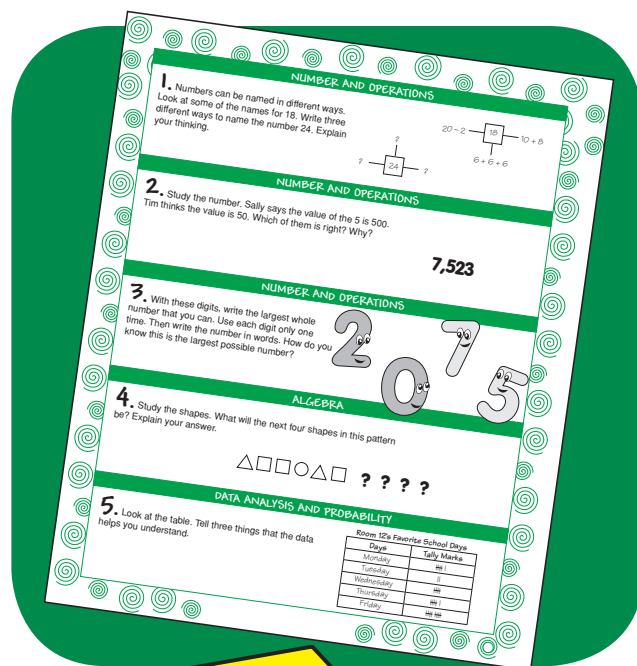 NUMBER AND OPERATIONS
1. Numbers can be named in different ways.
Look at some of the names for 18. Write three
different ways to name the number 24. Explain
your thinking.
?
? 24 ?
20 – 2 18 10 + 8
6 + 6 + 6
NUMBER AND OPERATIONS
2. Study the number. Sally says the value of the 5 is 500.
Tim thinks the value is 50. Which of them is right? Why?
7,523
NUMBER AND OPERATIONS
3. With these digits, write the largest whole
number that you can. Use each digit only one
time. Then write the number in words. How do you
know this is the largest possible number?
2 0 7 5
ALGEBRA
4. Study the shapes. What will the next four shapes in this pattern
be? Explain your answer.
? ? ? ?
DATA ANALYSIS AND PROBABILITY
5. Look at the table. Tell three things that the data
helps you understand.
Room 12's Favorite School Days
Days Tally Marks
Monday 卌 |
Tuesday ||
Wednesday 卌
Thursday 卌 |
Friday 卌 卌